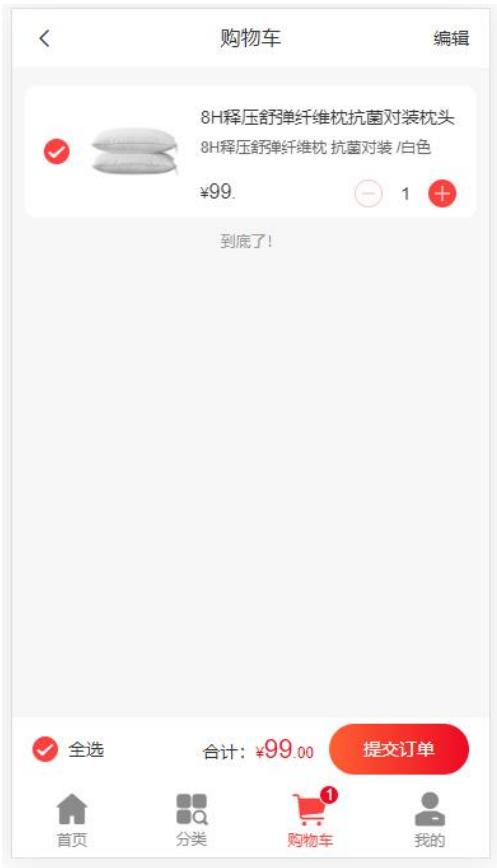 购物车 编辑
8H释压舒弹纤维枕抗菌对装枕头
8H释压舒弹纤维枕 抗菌对装 /白色
¥99. 1
到底了!
全选 合计: ¥99.00 提交订单
1
首页 分类 购物车 我的